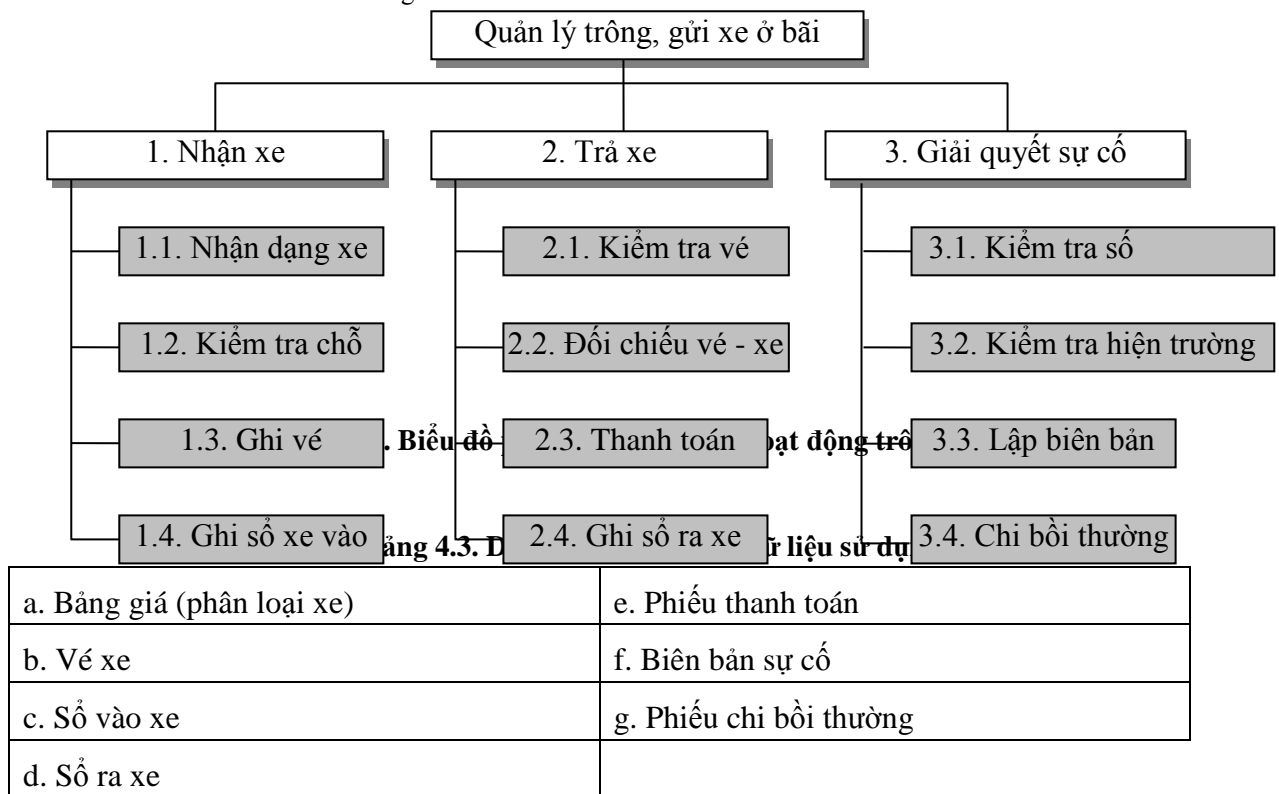 Quản lý trông, gửi xe ở bãi
1. Nhận xe
2. Trả xe
3. Giải quyết sự cố
1.1. Nhận dạng xe
2.1. Kiểm tra vé
3.1. Kiểm tra số
1.2. Kiểm tra chỗ
2.2. Đối chiếu vé - xe
3.2. Kiểm tra hiện trường
1.3. Ghi vé
. Biểu đồ
2.3. Thanh toán
ạt động
3.3. Lập biên bản
1.4. Ghi sổ xe vào
4.3.
2.4. Ghi sổ ra xe
liệu sử
3.4. Chi bồi thường
a. Bảng giá (phân loại xe)
e. Phiếu thanh toán
b. Vé xe
f. Biên bản sự cố
c. Sổ vào xe
g. Phiếu chi bồi thường
d. Sổ ra xe